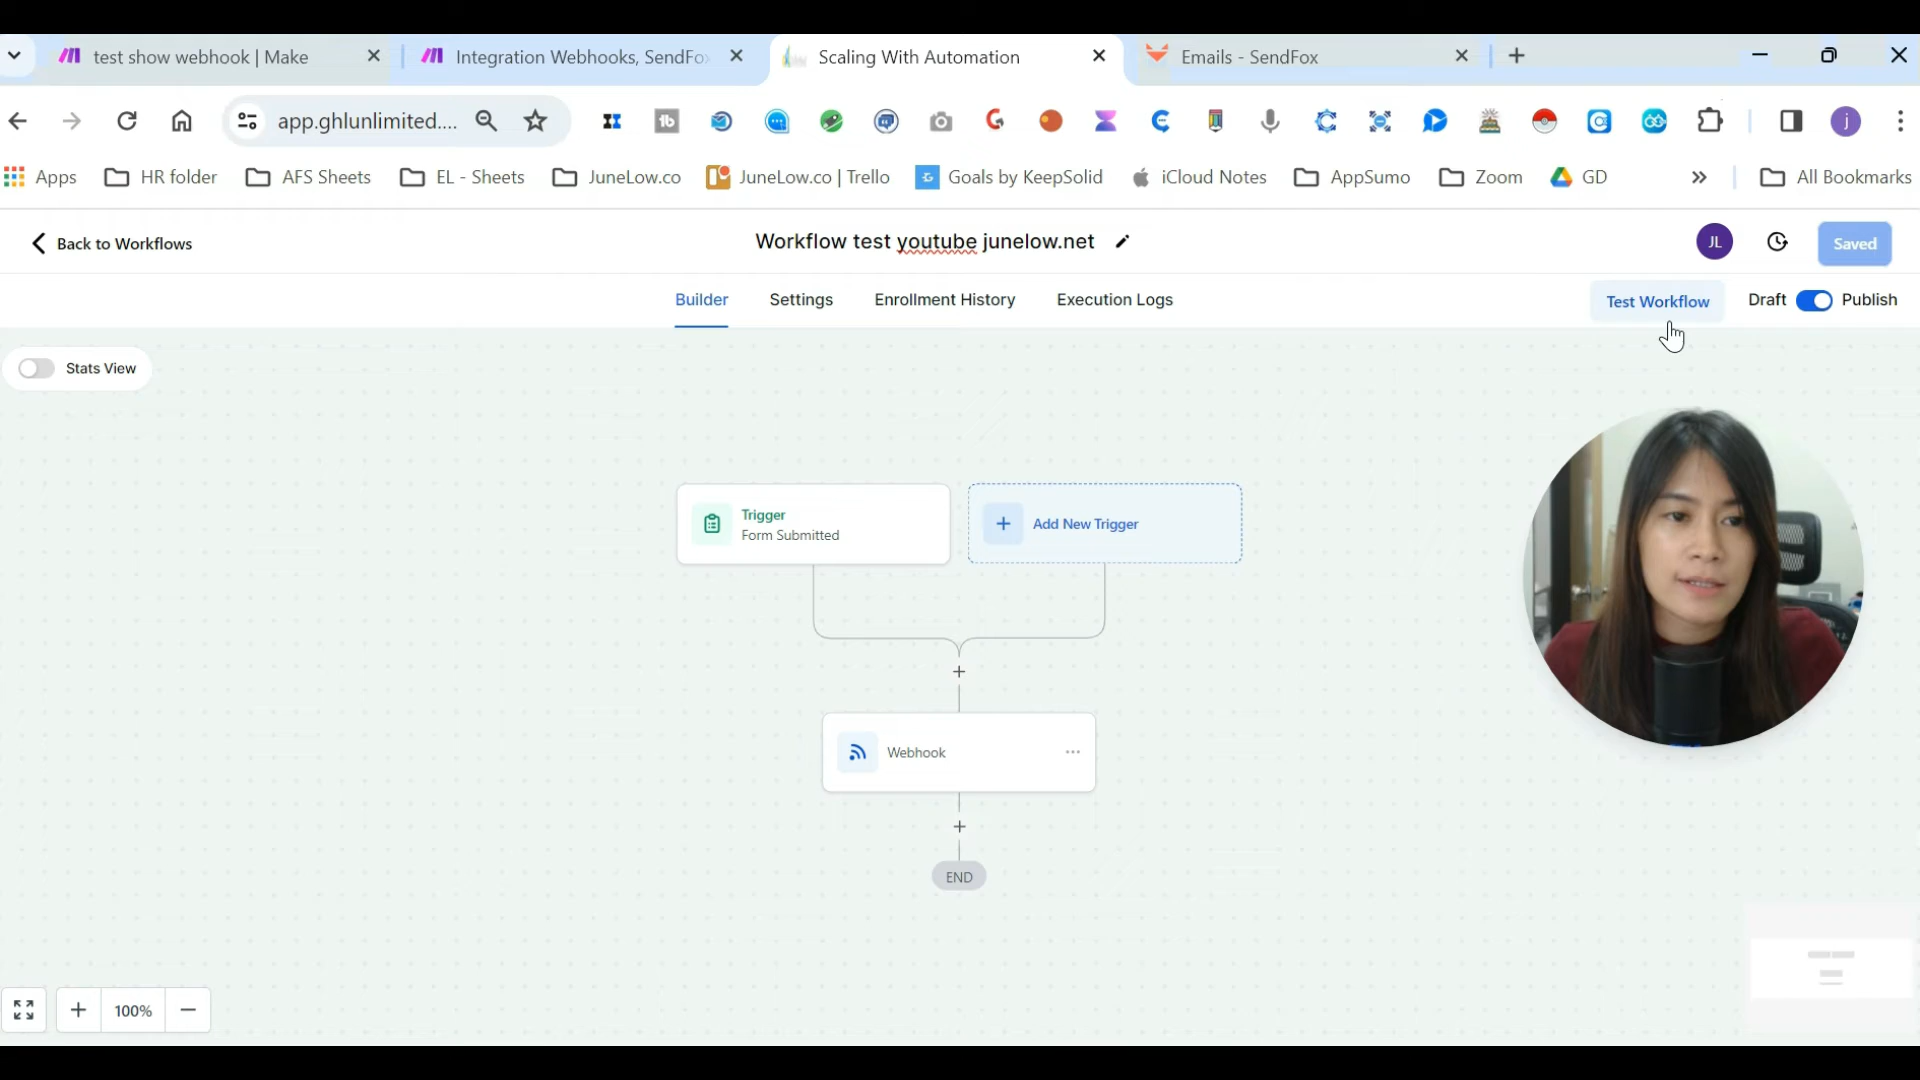 test show webhook | Make
Integration Webhooks, SendFo
Scaling With Automation
Emails - SendFox
app.ghlunlimited....
Apps
HR folder
AFS Sheets
EL - Sheets
JuneLow.co
JuneLow.co | Trello
Goals by KeepSolid
iCloud Notes
AppSumo
Zoom
GD
All Bookmarks
Back to Workflows
Workflow test youtube junelow.net
JL
Saved
Builder
Settings
Enrollment History
Execution Logs
Test Workflow
Draft
Publish
Stats View
Trigger
Form Submitted
Add New Trigger
Webhook
END
100%